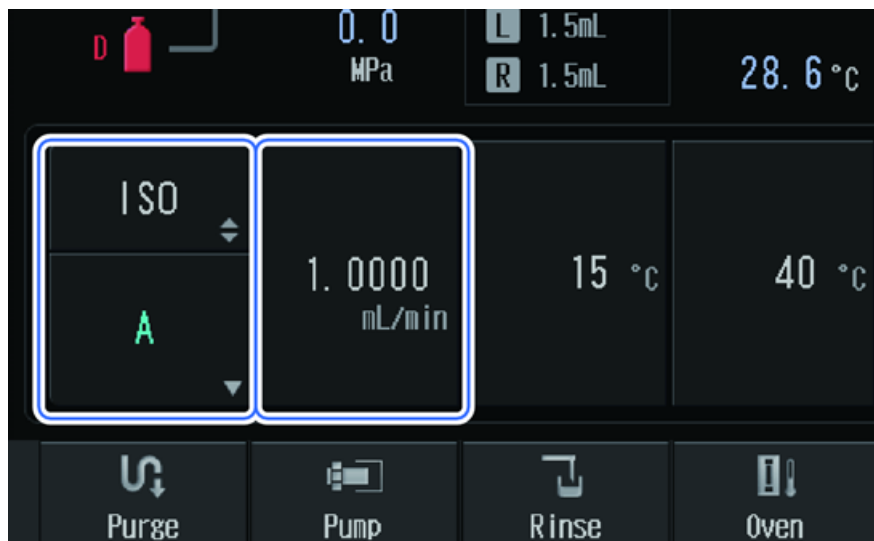 D
0.0
MPa
L 1.5mL
R 1.5mL
28.6°C
ISO
A
1.0000
mL/min
15 °C
40 °C
Purge
Pump
Rinse
Oven